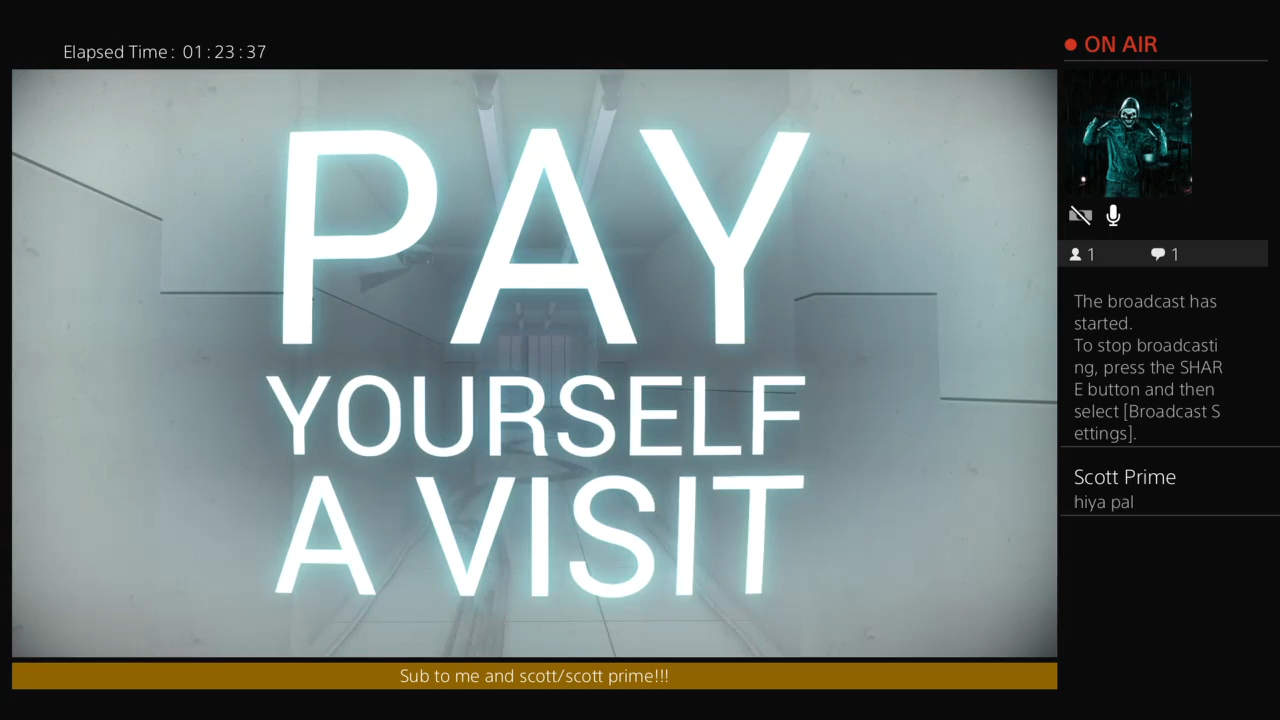 Elapsed Time: 01:23:37
ON AIR
PAY
YOURSELF
A VISIT
1
1
The broadcast has
started.
To stop broadcasti
ng, press the SHAR
E button and then
select [Broadcast S
ettings].
Scott Prime
hiya pal
Sub to me and scott/scott prime!!!